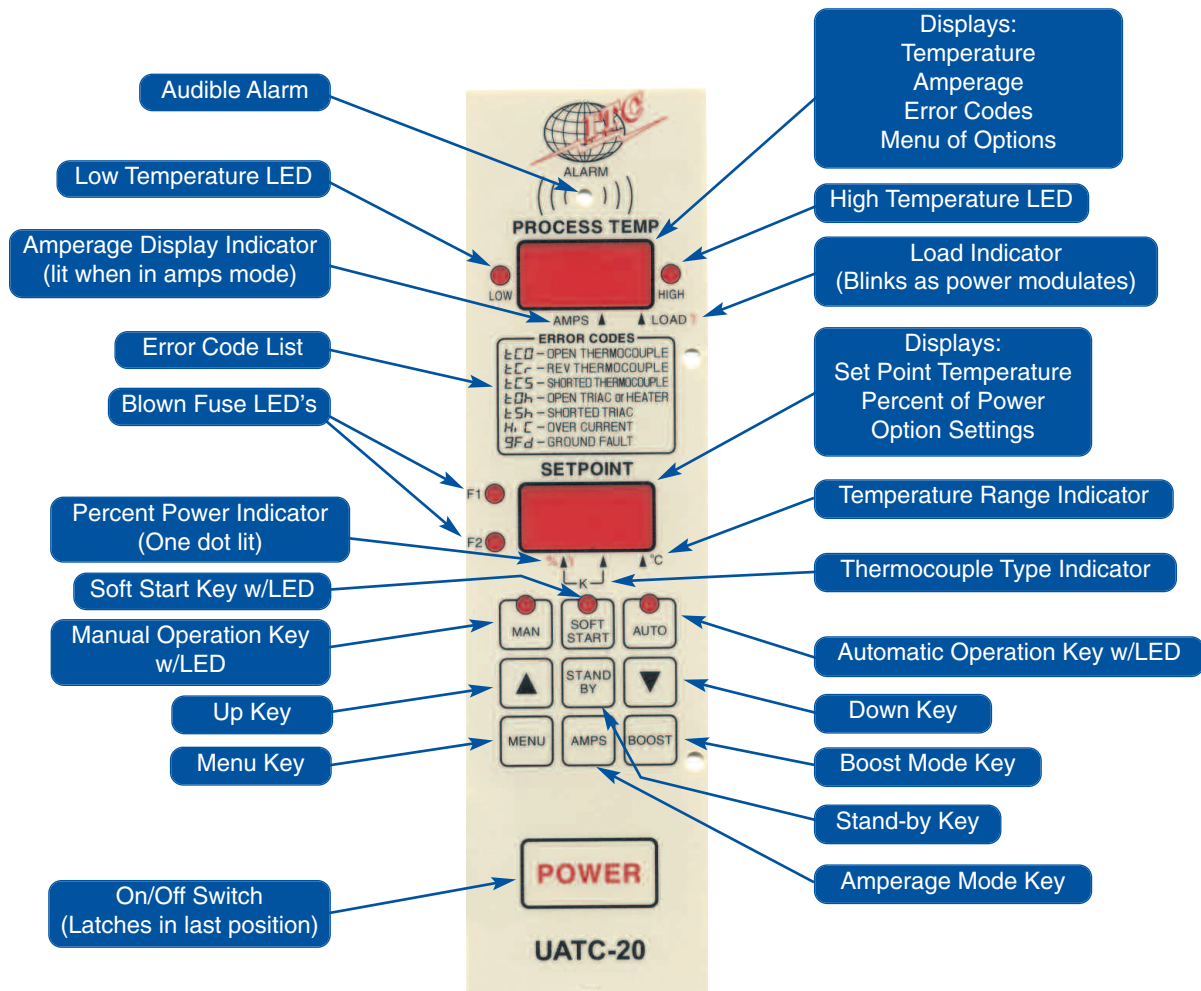 Displays:
Temperature
Amperage
Error Codes
Menu of Options
Audible Alarm
ITC
ALARM
Low Temperature LED
High Temperature LED
PROCESS TEMP
Amperage Display Indicator
(lit when in amps mode)
Load Indicator
(Blinks as power modulates)
LOW
HIGH
AMPS ▲ ▲ LOAD
Error Code List
ERROR CODES
tCO – OPEN THERMOCOUPLE
tCr – REV THERMOCOUPLE
tCS – SHORTED THERMOCOUPLE
tOh – OPEN TRIAC or HEATER
tSh – SHORTED TRIAC
Hi C – OVER CURRENT
gFd – GROUND FAULT
Displays:
Set Point Temperature
Percent of Power
Option Settings
Blown Fuse LED's
SETPOINT
F1
F2
Percent Power Indicator
(One dot lit)
Temperature Range Indicator
% ▲ ▲ ▲ °C
K
Thermocouple Type Indicator
Soft Start Key w/LED
MAN
SOFT
START
AUTO
Manual Operation Key
w/LED
Automatic Operation Key w/LED
▲
STAND
BY
▼
Up Key
Down Key
MENU
AMPS
BOOST
Menu Key
Boost Mode Key
Stand-by Key
Amperage Mode Key
POWER
On/Off Switch
(Latches in last position)
UATC-20